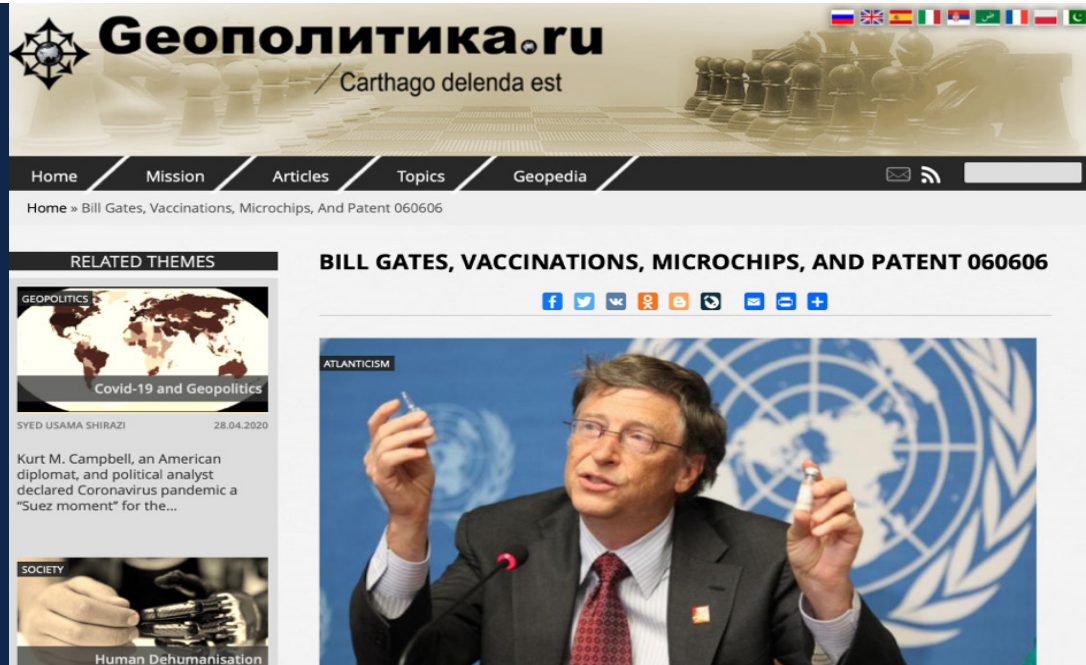 Геополитика.ru
Carthago delenda est
Home
Mission
Articles
Topics
Geopedia
Home » Bill Gates, Vaccinations, Microchips, And Patent 060606
RELATED THEMES
GEOPOLITICS
Covid-19 and Geopolitics
SYED USAMA SHIRAZI 28.04.2020
Kurt M. Campbell, an American
diplomat, and political analyst
declared Coronavirus pandemic a
“Suez moment” for the...
SOCIETY
Human Dehumanisation
BILL GATES, VACCINATIONS, MICROCHIPS, AND PATENT 060606
ATLANTICISM